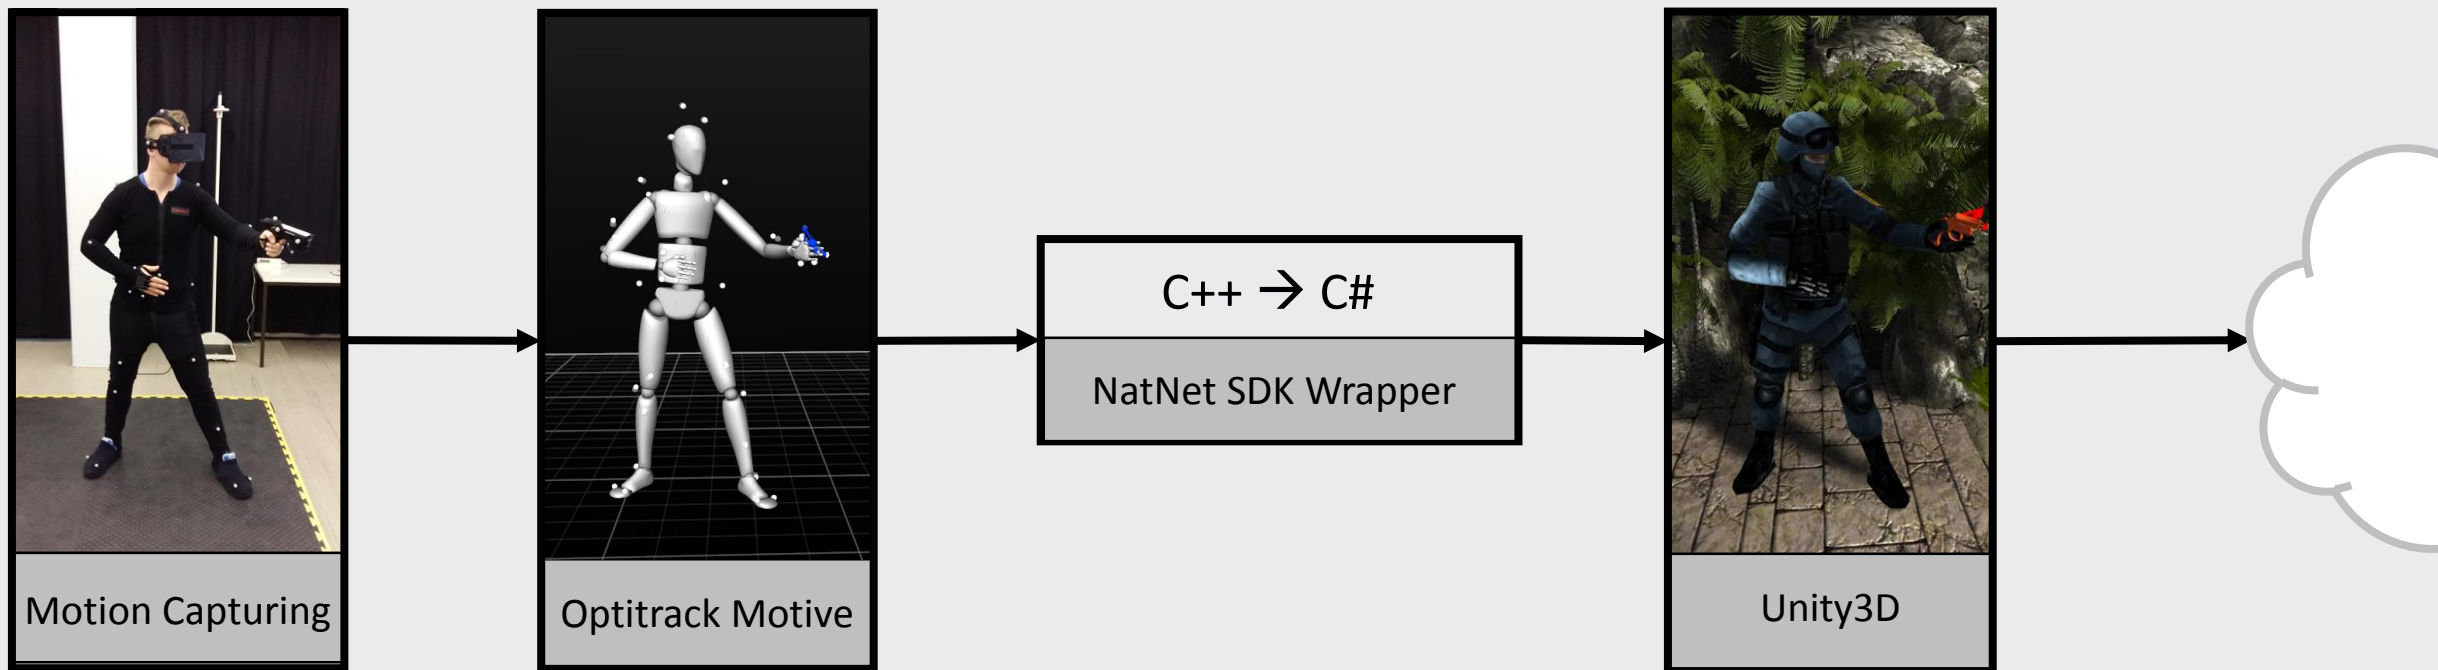 Motion Capturing
Optitrack Motive
C++ → C#
NatNet SDK Wrapper
Unity3D